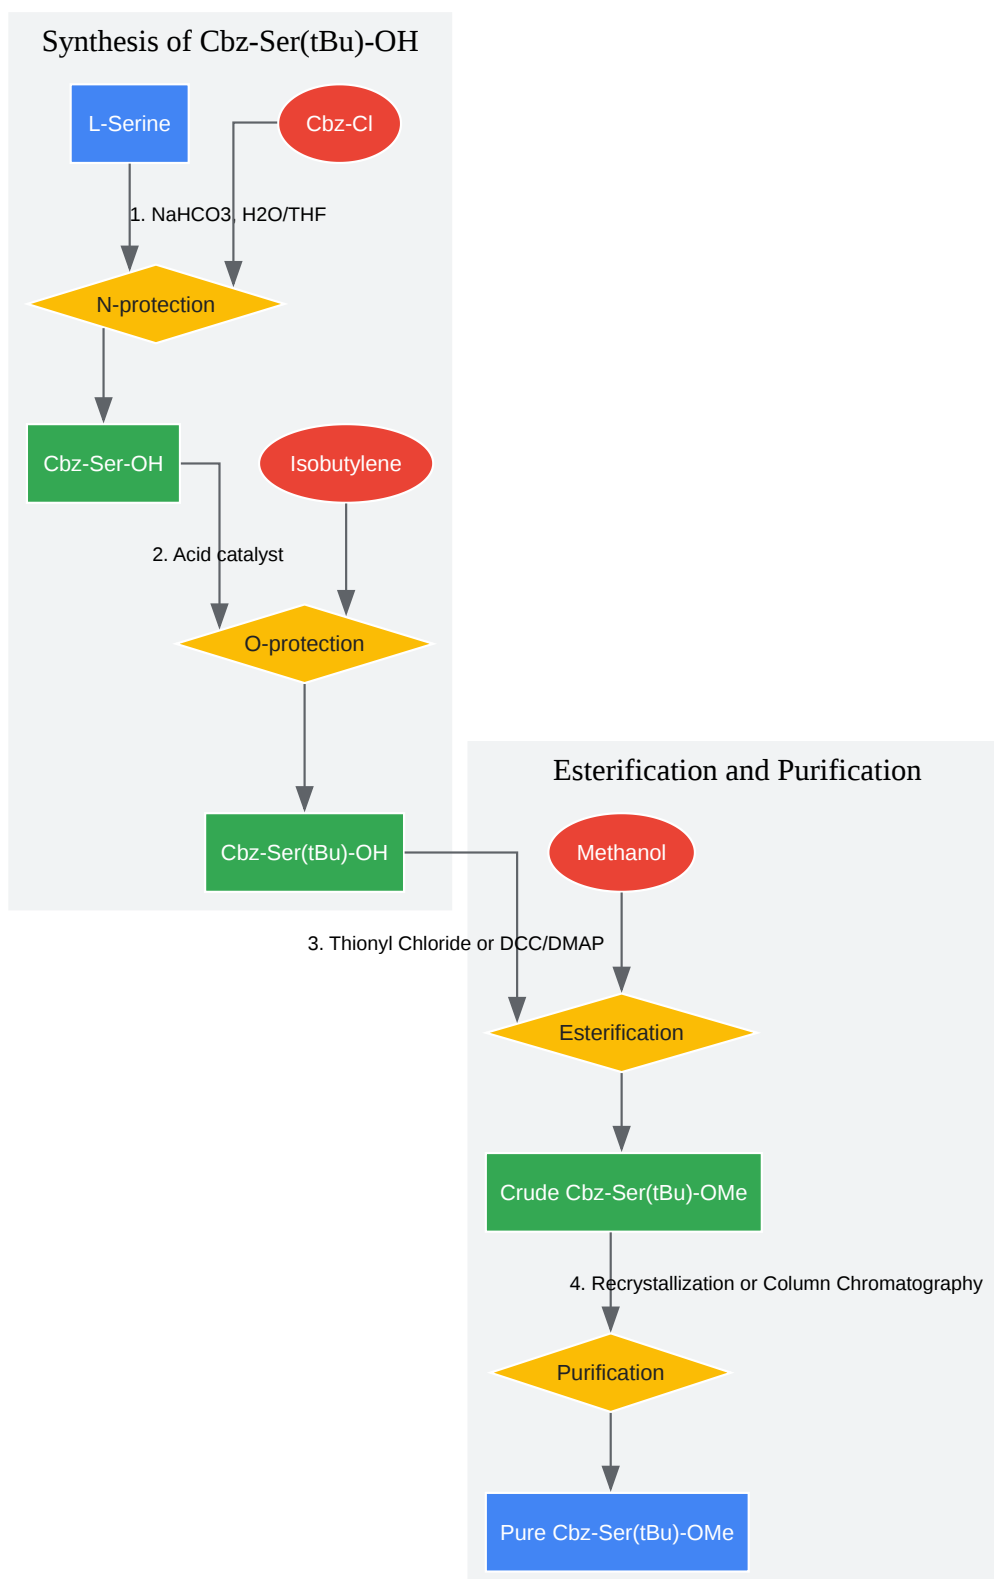 Synthesis of Cbz-Ser(tBu)-OH
L-Serine
Cbz-Cl
1. NaHCO3, H2O/THF
N-protection
Cbz-Ser-OH
Isobutylene
2. Acid catalyst
O-protection
Cbz-Ser(tBu)-OH
Esterification and Purification
Methanol
3. Thionyl Chloride or DCC/DMAP
Esterification
Crude Cbz-Ser(tBu)-OMe
4. Recrystallization or Column Chromatography
Purification
Pure Cbz-Ser(tBu)-OMe